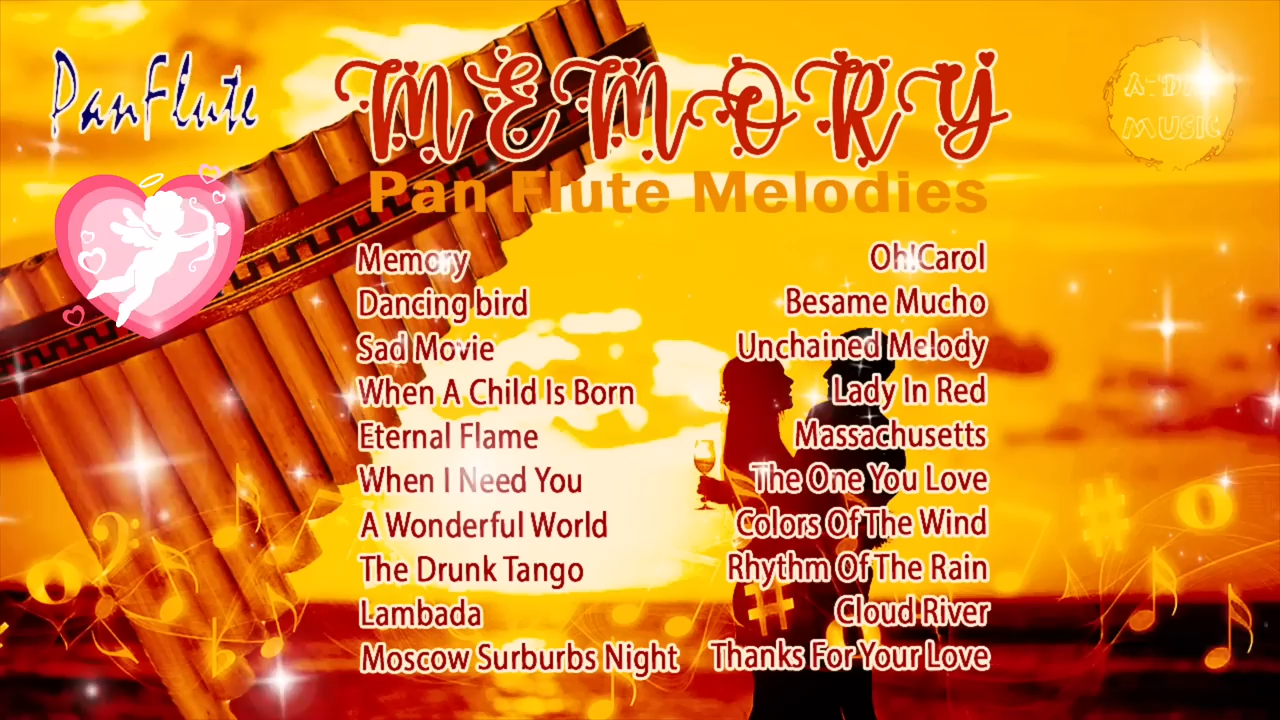 PanFlute
MEMORY
Pan Flute Melodies
MUSIC
Memory
Dancing bird
Sad Movie
When A Child Is Born
Eternal Flame
When I Need You
A Wonderful World
The Drunk Tango
Lambada
Moscow Surburbs Night
Oh!Carol
Besame Mucho
Unchained Melody
Lady In Red
Massachusetts
The One You Love
Colors Of The Wind
Rhythm Of The Rain
Cloud River
Thanks For Your Love